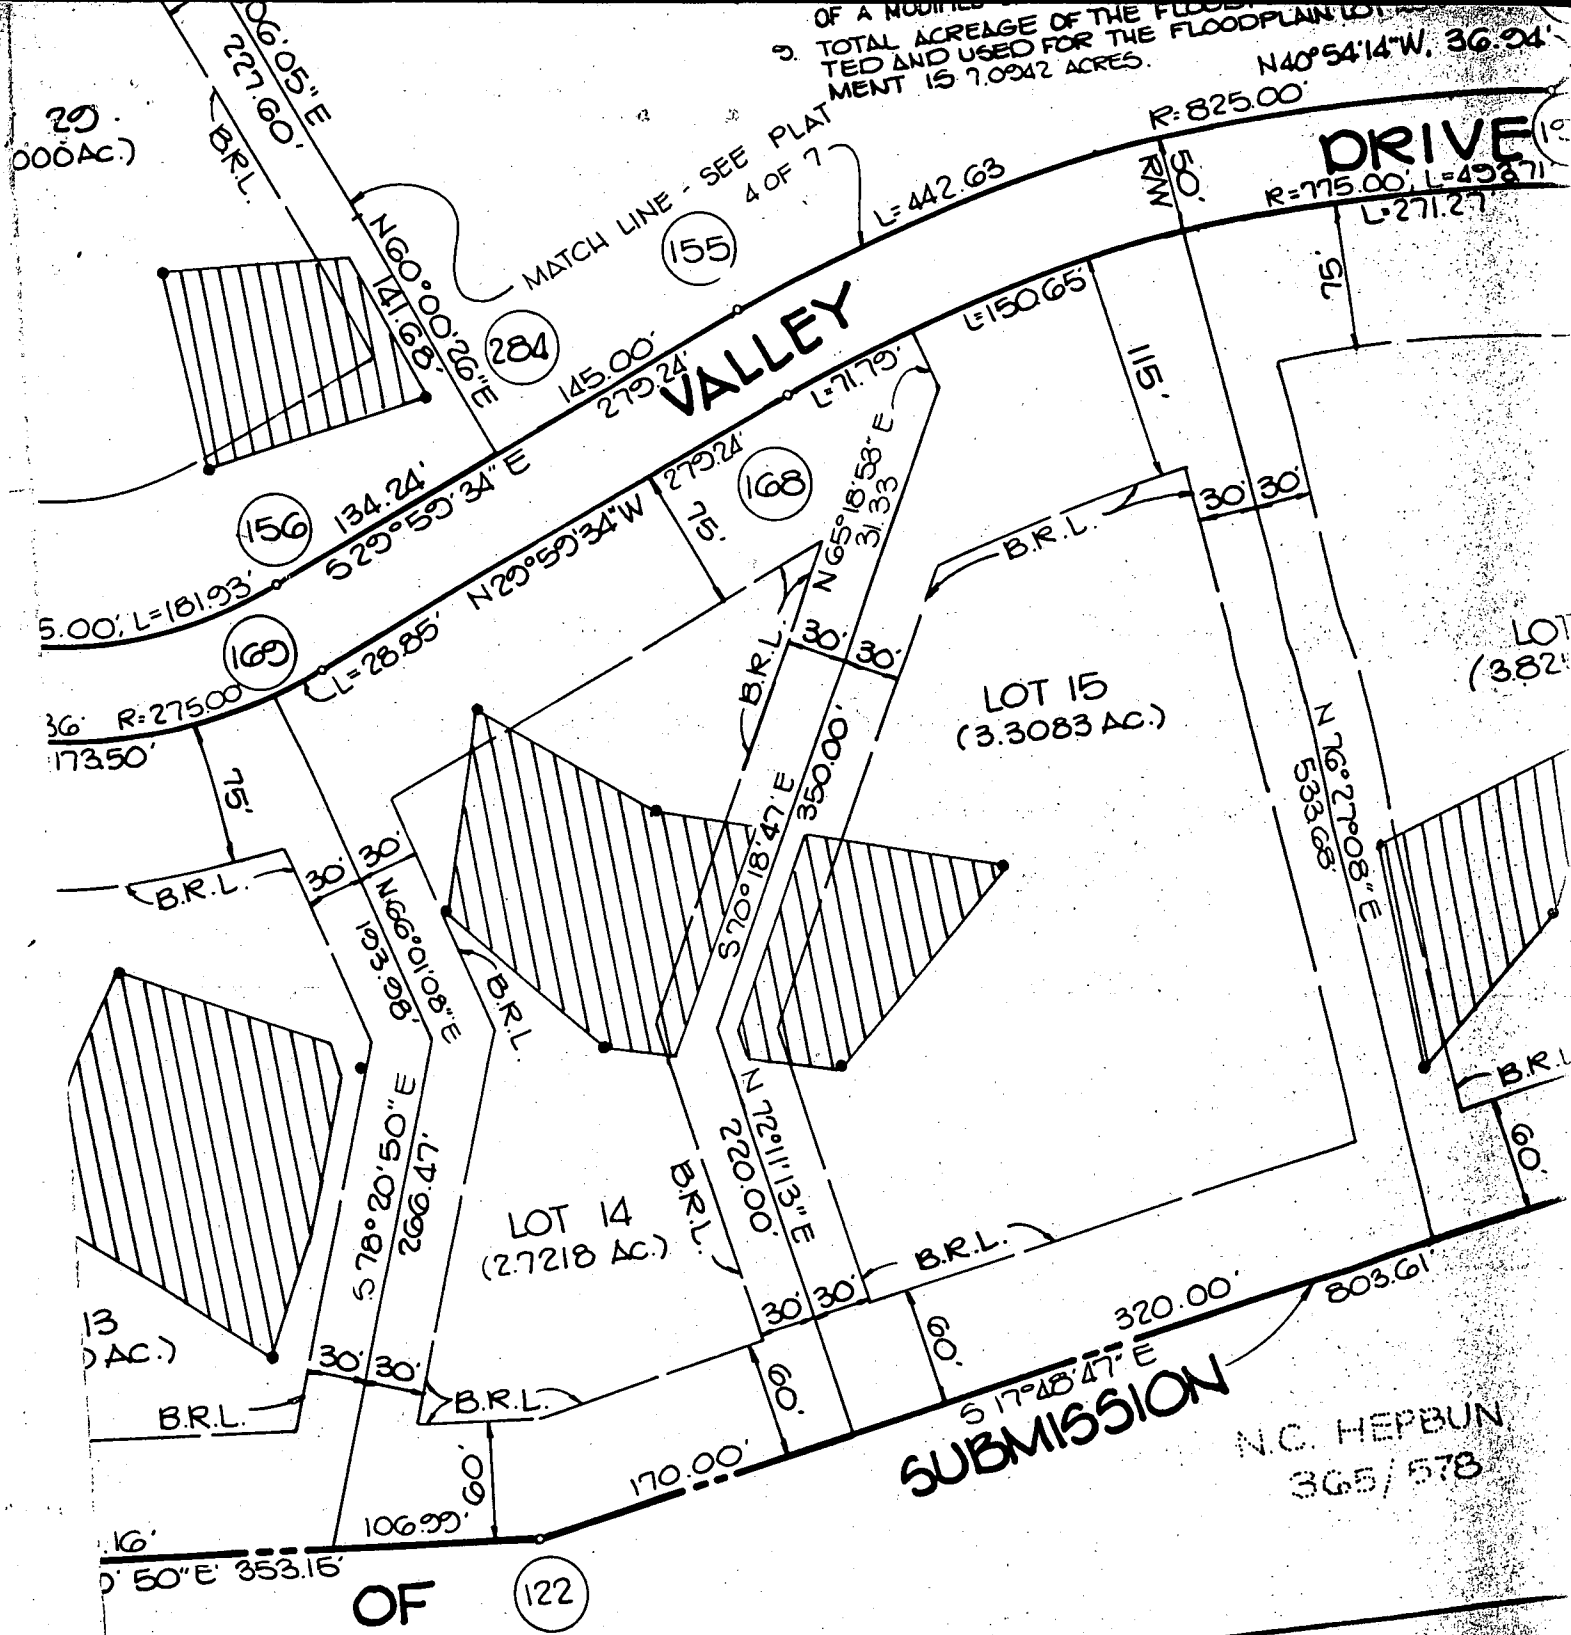 OF A MODIFIED
9. TOTAL ACREAGE OF THE
TED AND USED FOR THE FLOODPLAIN LOT
MENT IS 7.0942 ACRES.
N40°54'14"W, 36.94'
06'05"E
227.60'
29
000 AC.)
B.R.L.
N60°00'26"E
141.68'
MATCH LINE - SEE PLAT
4 OF 7
155
284
L=442.63
R=825.00'
DRIVE
R=775.00', L=493.71'
L=271.27'
50'
R/W
75'
145.00'
279.24'
VALLEY
L=71.79'
L=150.65'
115'
156
134.24'
S29°59'34"E
N29°59'34"W
279.24'
75'
168
N65°18'53"E
31.33
B.R.L.
30' 30'
5.00', L=181.93'
169
L=28.85'
36' R=275.00'
173.50'
75'
B.R.L.
30' 30'
LOT 15
(3.3083 AC.)
LOT
(3.82
N76°27'08"E
533.68'
S70°18'47"E
350.00'
30' 30'
B.R.L.
N66°01'08"E
193.98'
B.R.L.
S78°20'50"E
266.47'
LOT 14
(2.7218 AC.)
B.R.L.
N72°11'13"E
220.00'
30' 30'
B.R.L.
60'
60'
B.R.L.
60'
13
AC.)
30' 30'
B.R.L.
B.R.L.
60'
320.00'
803.61'
S17°48'47"E
SUBMISSION
170.00'
N.C. HEPBUN
365/578
.16'
106.99'
50"E 353.15'
OF
122